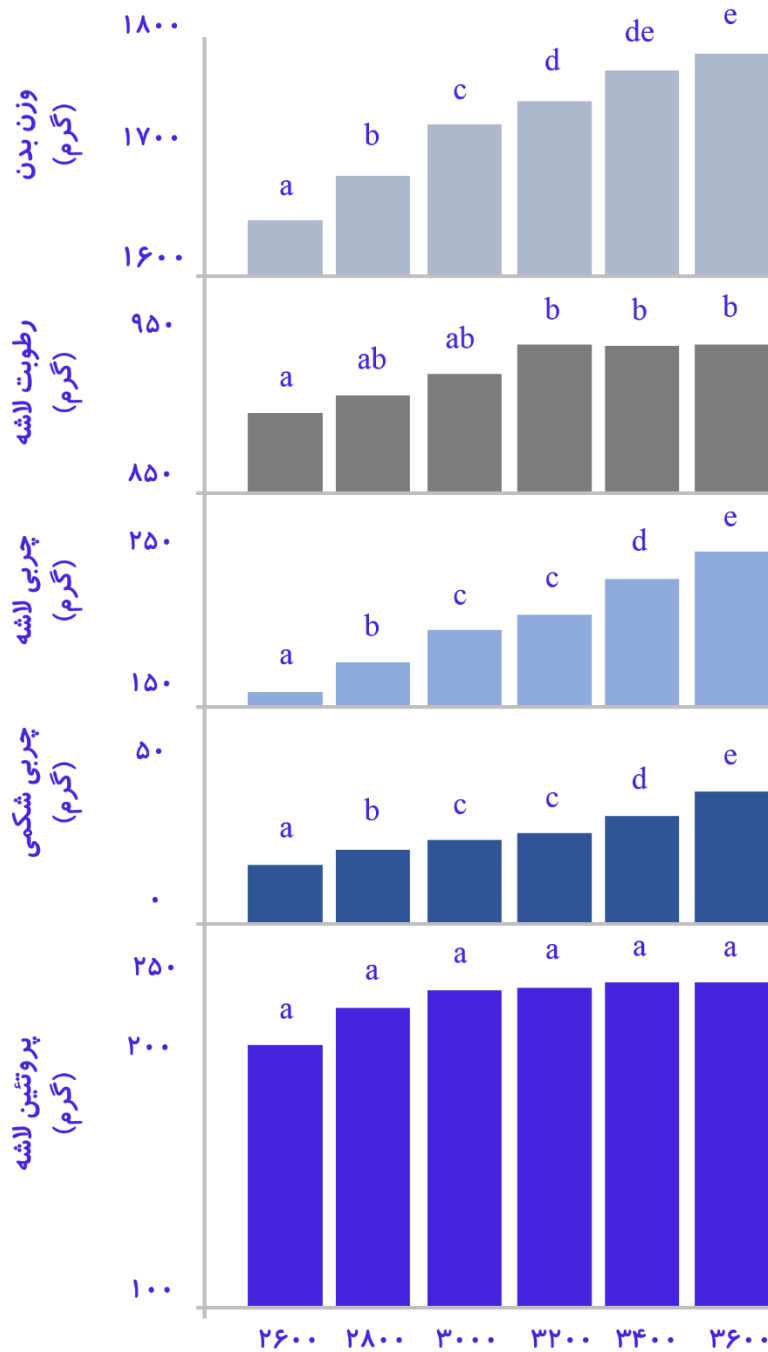 ۱۸۰۰
۱۷۰۰
۱۶۰۰
وزن بدن
(گرم)
a b c d de e
۹۵۰
۸۵۰
رطوبت لاشه
(گرم)
a ab ab b b b
۲۵۰
۱۵۰
چربی لاشه
(گرم)
a b c c d e
۵۰
۰
چربی شکمی
(گرم)
a b c c d e
۲۵۰
۲۰۰
۱۰۰
پروتئین لاشه
(گرم)
a a a a a a
۲۶۰۰ ۲۸۰۰ ۳۰۰۰ ۳۲۰۰ ۳۴۰۰ ۳۶۰۰